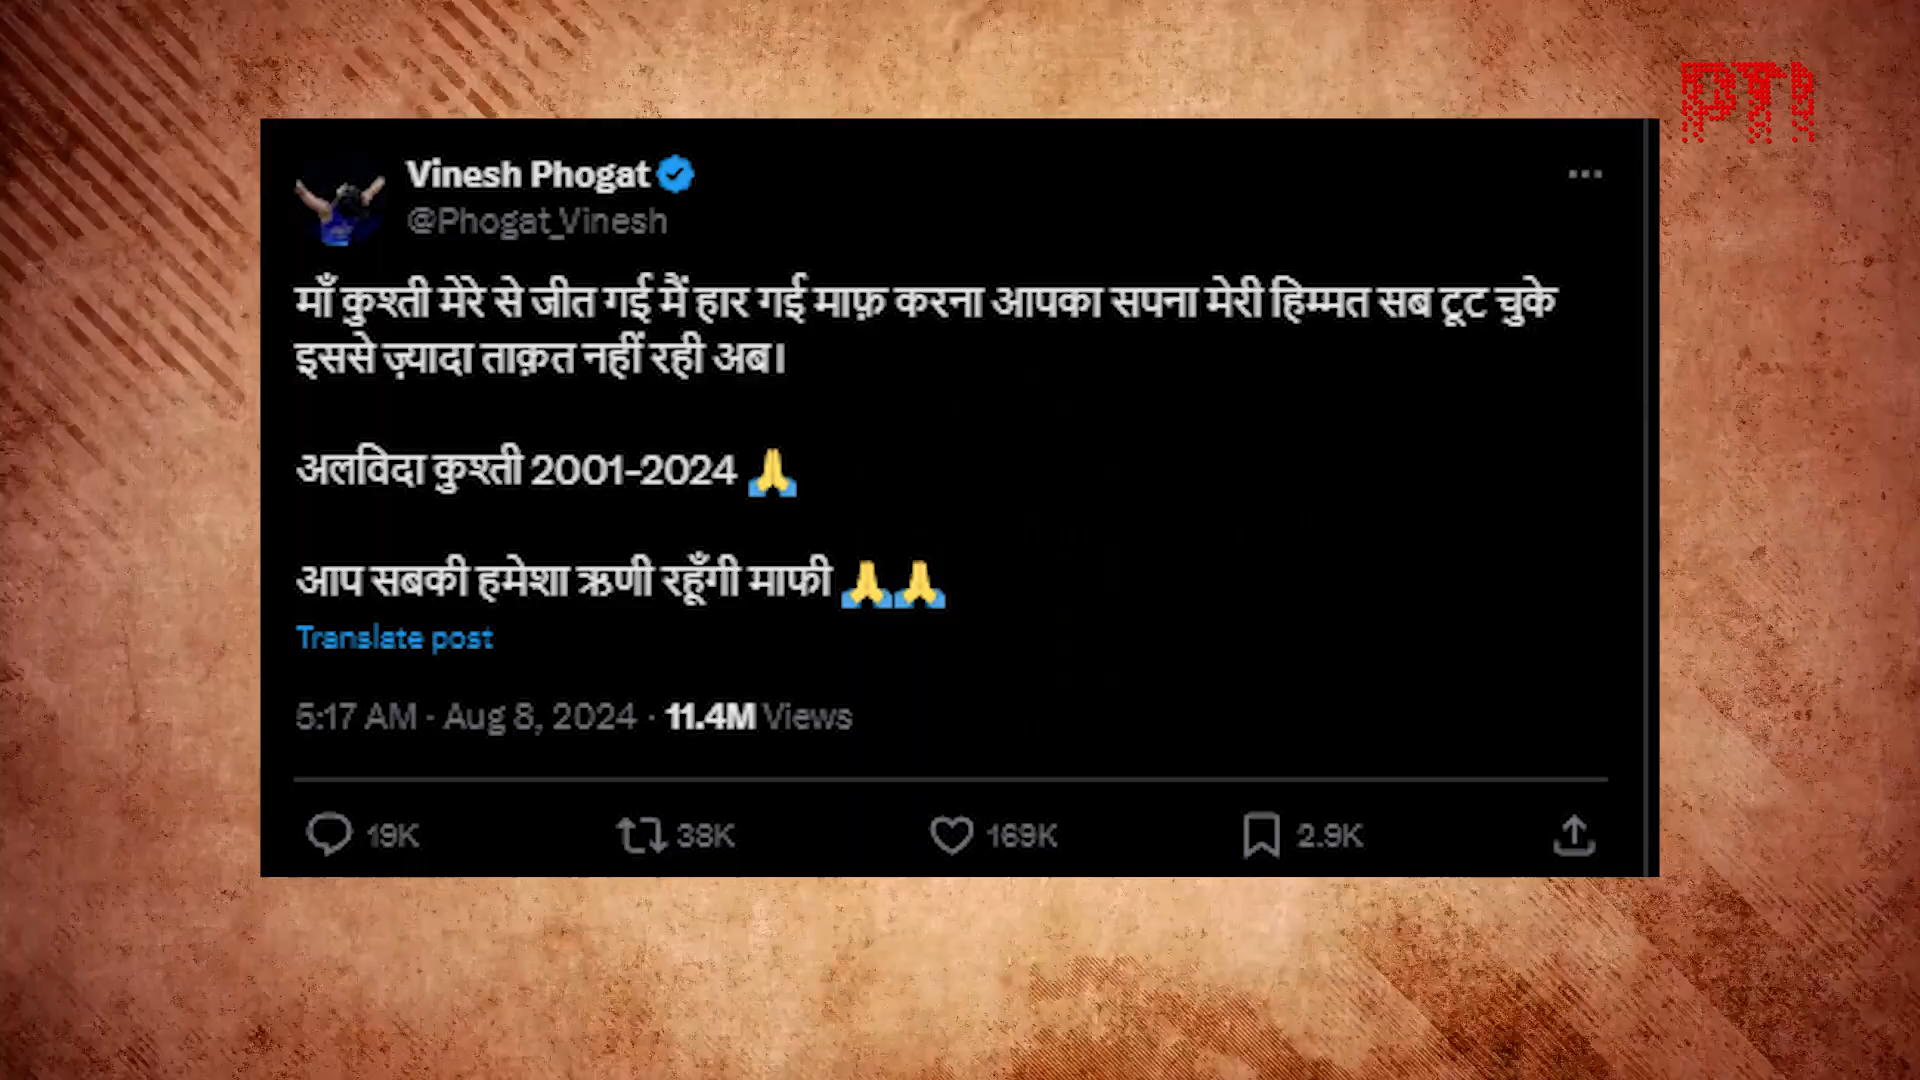 PTI
Vinesh Phogat
@Phogat_Vinesh
माँ कुश्ती मेरे से जीत गई मैं हार गई माफ़ करना आपका सपना मेरी हिम्मत सब टूट चुके
इससे ज़्यादा ताक़त नहीं रही अब।
अलविदा कुश्ती 2001-2024 🙏
आप सबकी हमेशा ऋणी रहूँगी माफी 🙏🙏
Translate post
5:17 AM · Aug 8, 2024 · 11.4M Views
19K 38K 169K 2.9K